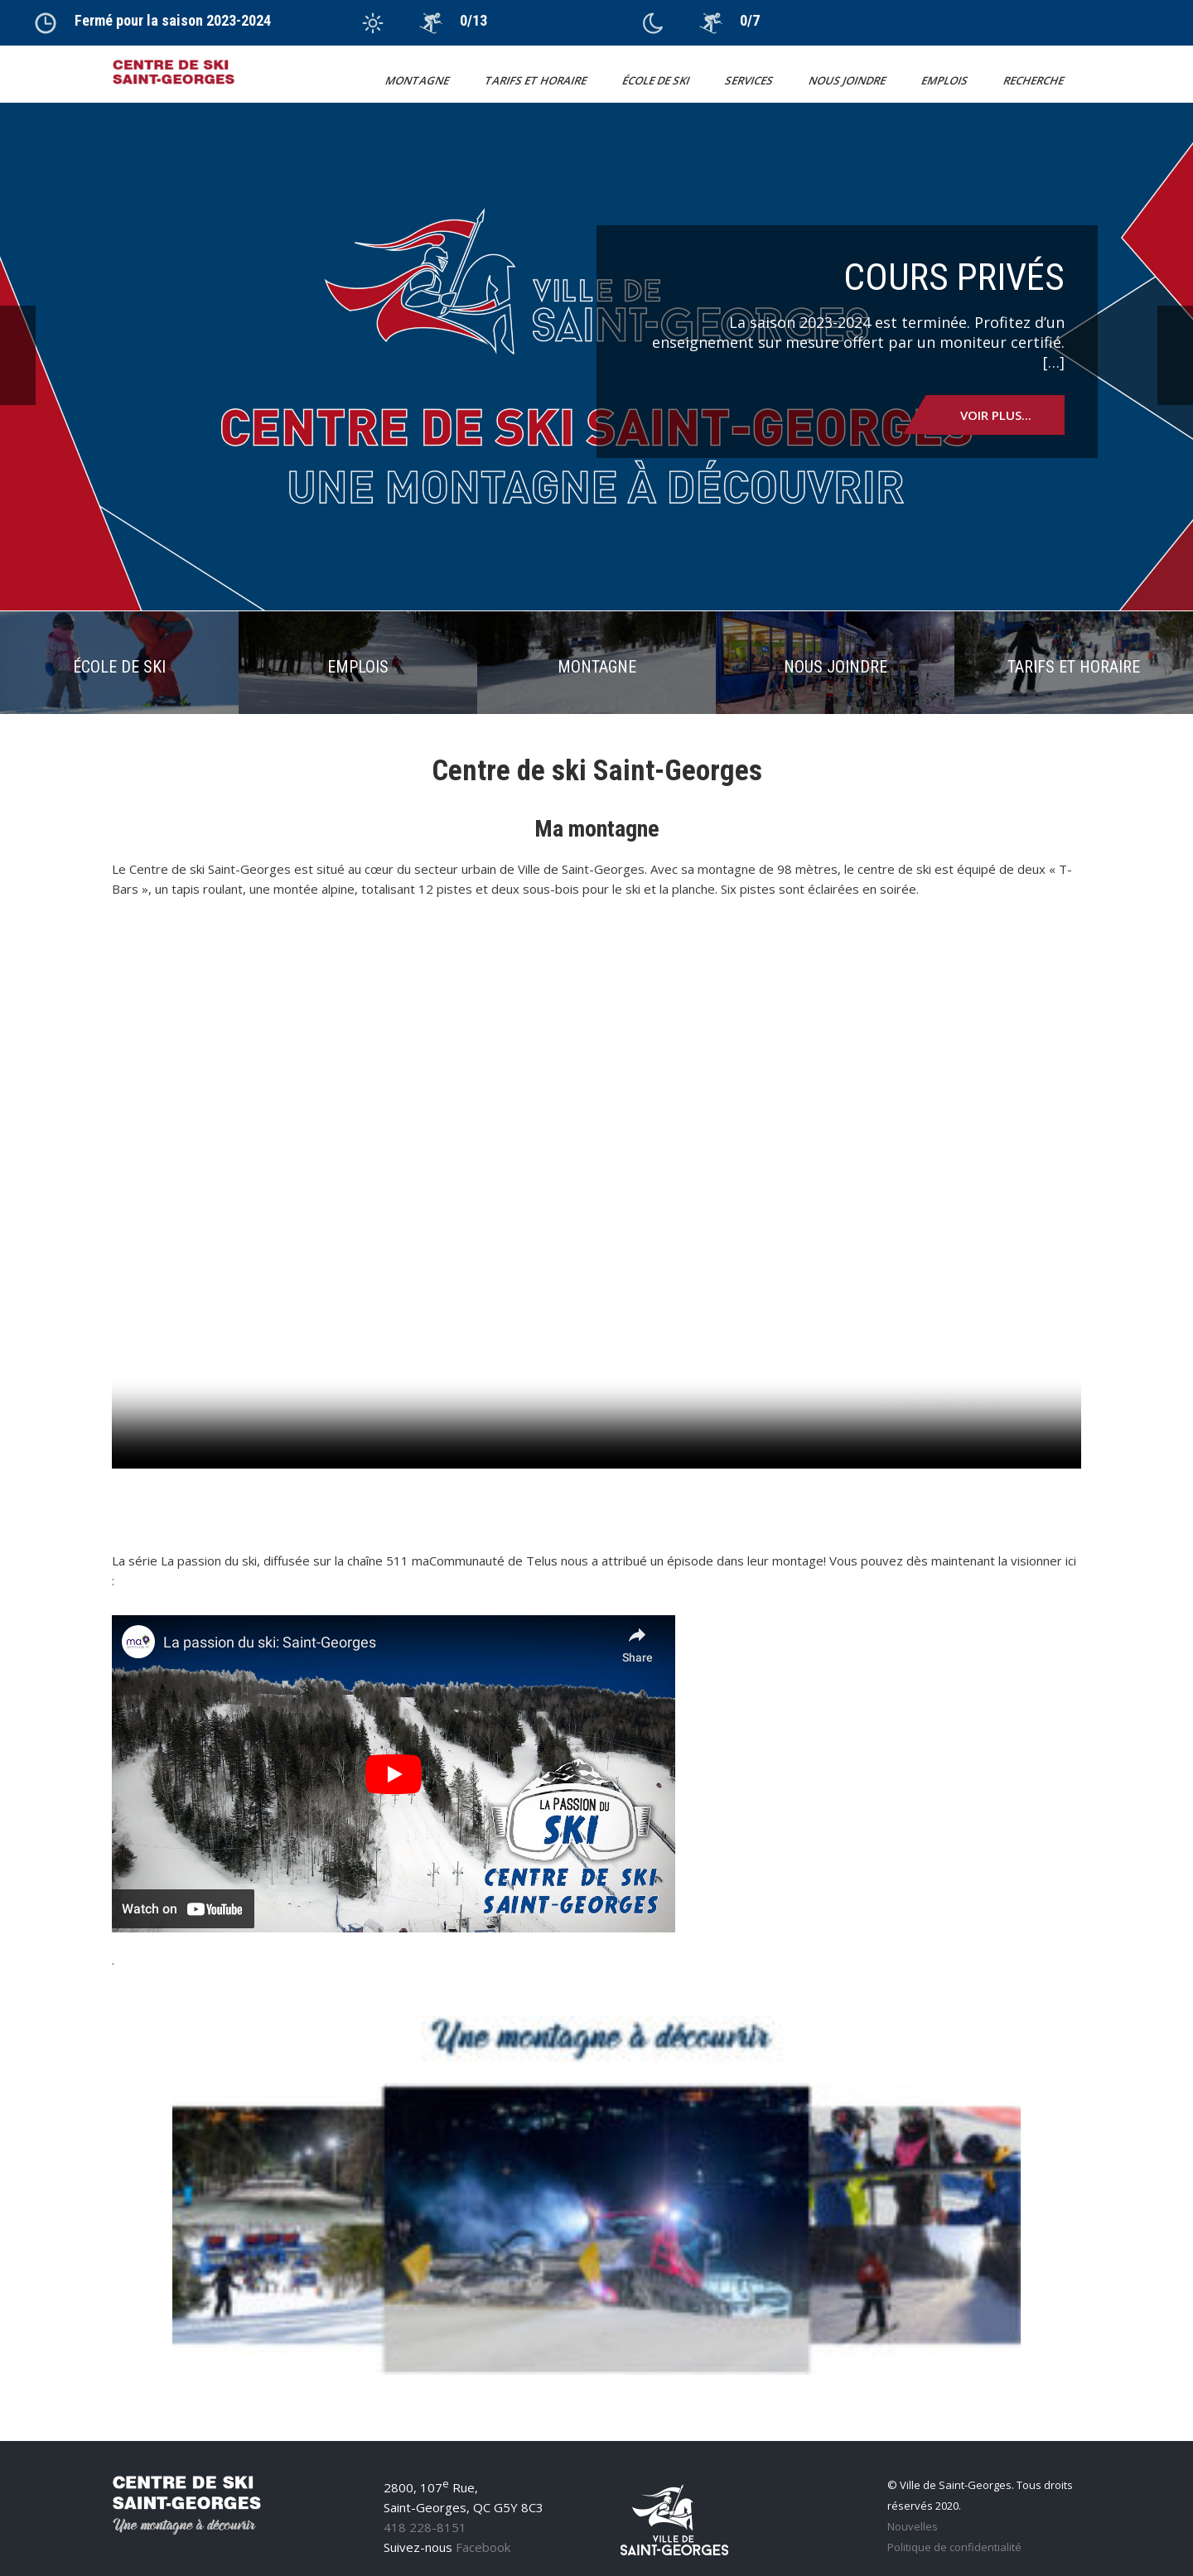 Fermé pour la saison 2023-2024
0/13
0/7
CENTRE DE SKI
SAINT-GEORGES
MONTAGNE
TARIFS ET HORAIRE
ÉCOLE DE SKI
SERVICES
NOUS JOINDRE
EMPLOIS
RECHERCHE
VILLE DE
SAINT-GEORGES
CENTRE DE SKI SAINT-GEORGES
UNE MONTAGNE À DÉCOUVRIR
COURS PRIVÉS
La saison 2023-2024 est terminée. Profitez d’un
enseignement sur mesure offert par un moniteur certifié.
[…]
VOIR PLUS...
ÉCOLE DE SKI
EMPLOIS
MONTAGNE
NOUS JOINDRE
TARIFS ET HORAIRE
Centre de ski Saint-Georges
Ma montagne
Le Centre de ski Saint-Georges est situé au cœur du secteur urbain de Ville de Saint-Georges. Avec sa montagne de 98 mètres, le centre de ski est équipé de deux « T-
Bars », un tapis roulant, une montée alpine, totalisant 12 pistes et deux sous-bois pour le ski et la planche. Six pistes sont éclairées en soirée.
La série La passion du ski, diffusée sur la chaîne 511 maCommunauté de Telus nous a attribué un épisode dans leur montage! Vous pouvez dès maintenant la visionner ici
:
ma
La passion du ski: Saint-Georges
Share
LA PASSION DU
SKI
CENTRE DE SKI
SAINT-GEORGES
Watch on YouTube
.
Une montagne à découvrir
CENTRE DE SKI
SAINT-GEORGES
Une montagne à découvrir
2800, 107e Rue,
Saint-Georges, QC G5Y 8C3
418 228-8151
Suivez-nous Facebook
VILLE DE
SAINT-GEORGES
© Ville de Saint-Georges. Tous droits
réservés 2020.
Nouvelles
Politique de confidentialité